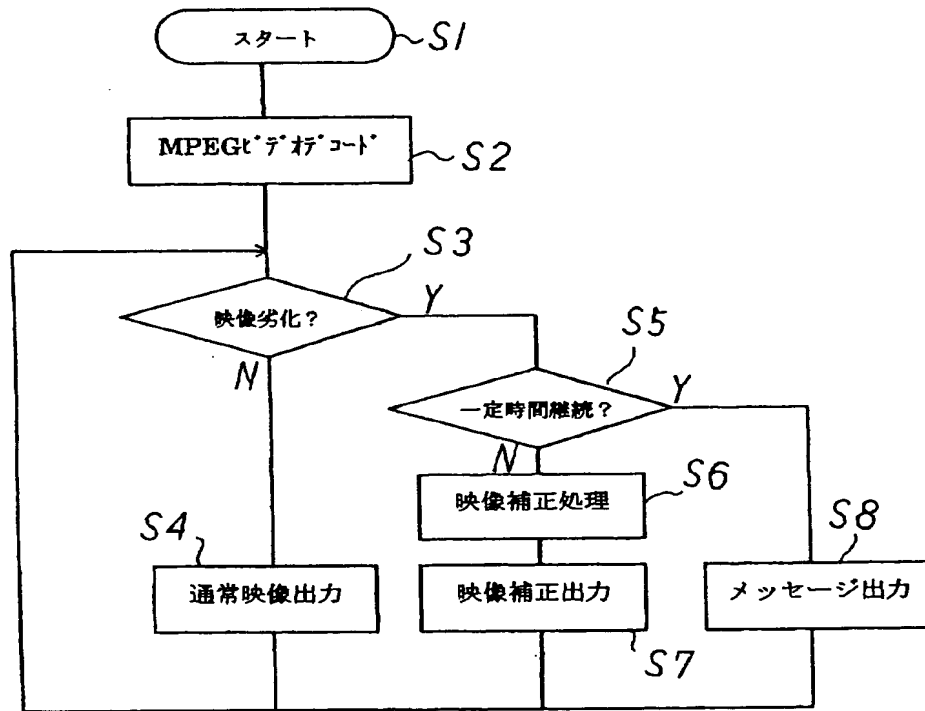 スタート
S1
MPEGビデオデコード
S2
S3
映像劣化?
Y
N
S5
一定時間継続?
Y
N
映像補正処理
S6
S4
通常映像出力
映像補正出力
S7
S8
メッセージ出力